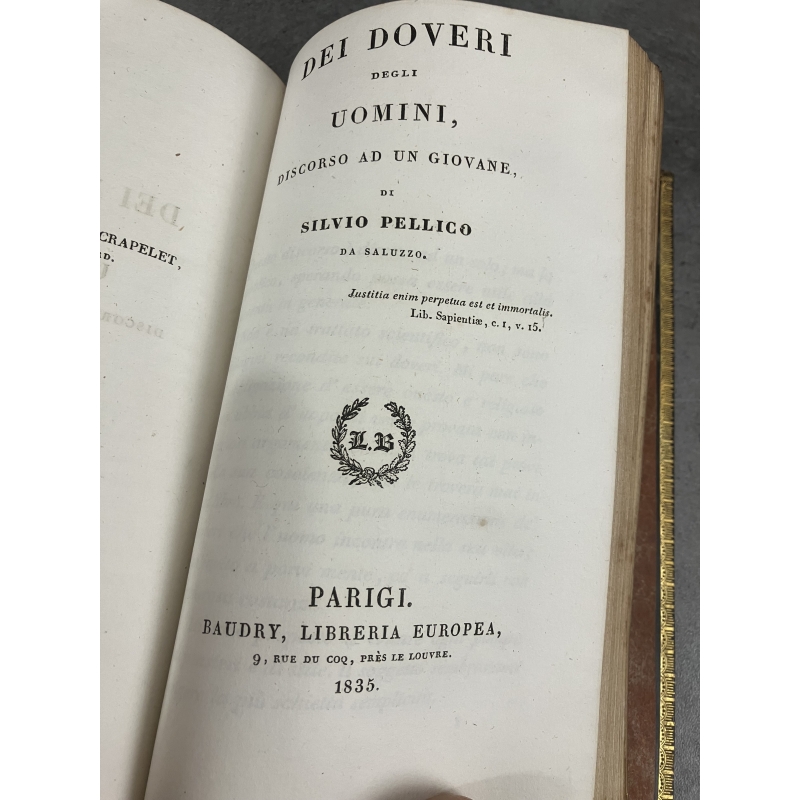 CRAPELET,
DEI DOVERI
DEGLI
UOMINI,
DISCORSO AD UN GIOVANE,
DI
SILVIO PELLICO
DA SALUZZO.
Justitia enim perpetua est et immortalis.
Lib. Sapientiæ, c. 1, v. 15.
L.B
PARIGI.
BAUDRY, LIBRERIA EUROPEA,
9, RUE DU COQ, PRÈS LE LOUVRE.
1835.